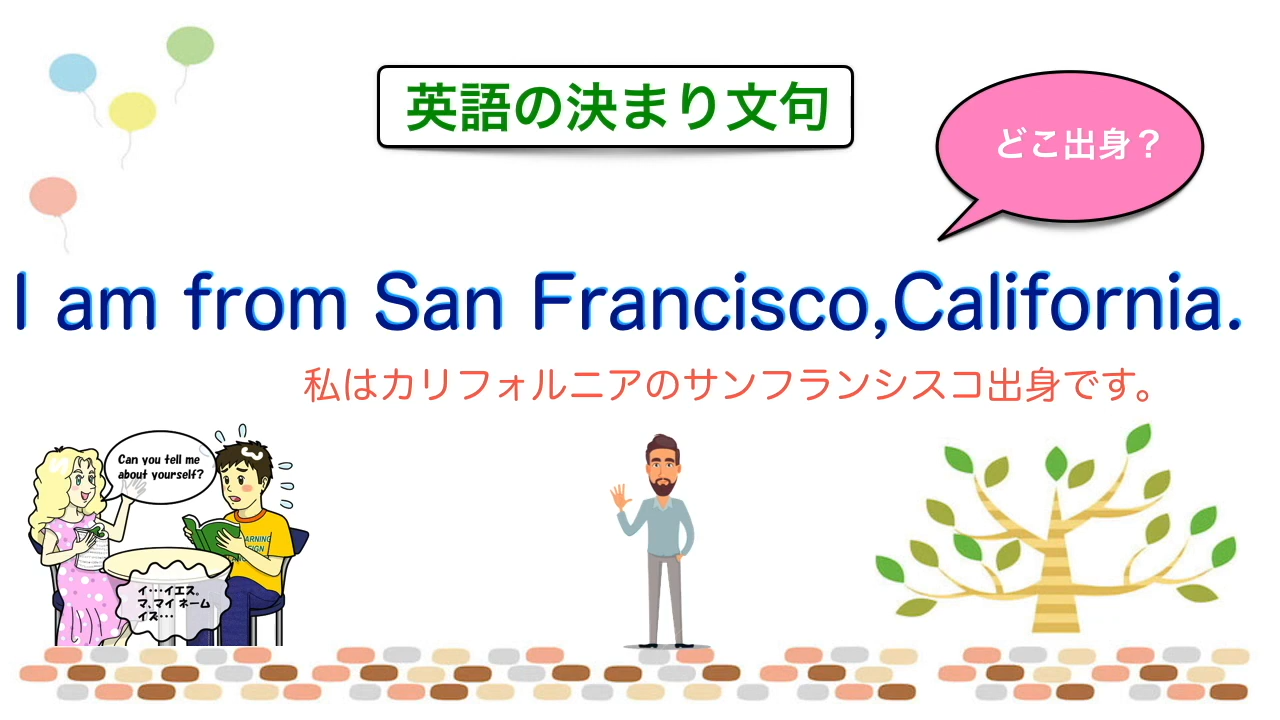 英語の決まり文句
どこ出身？
I am from San Francisco,California.
私はカリフォルニアのサンフランシスコ出身です。
Can you tell me
about yourself?
ARNING
イ・・・イエス。
マ、マイ ネーム
イズ・・・